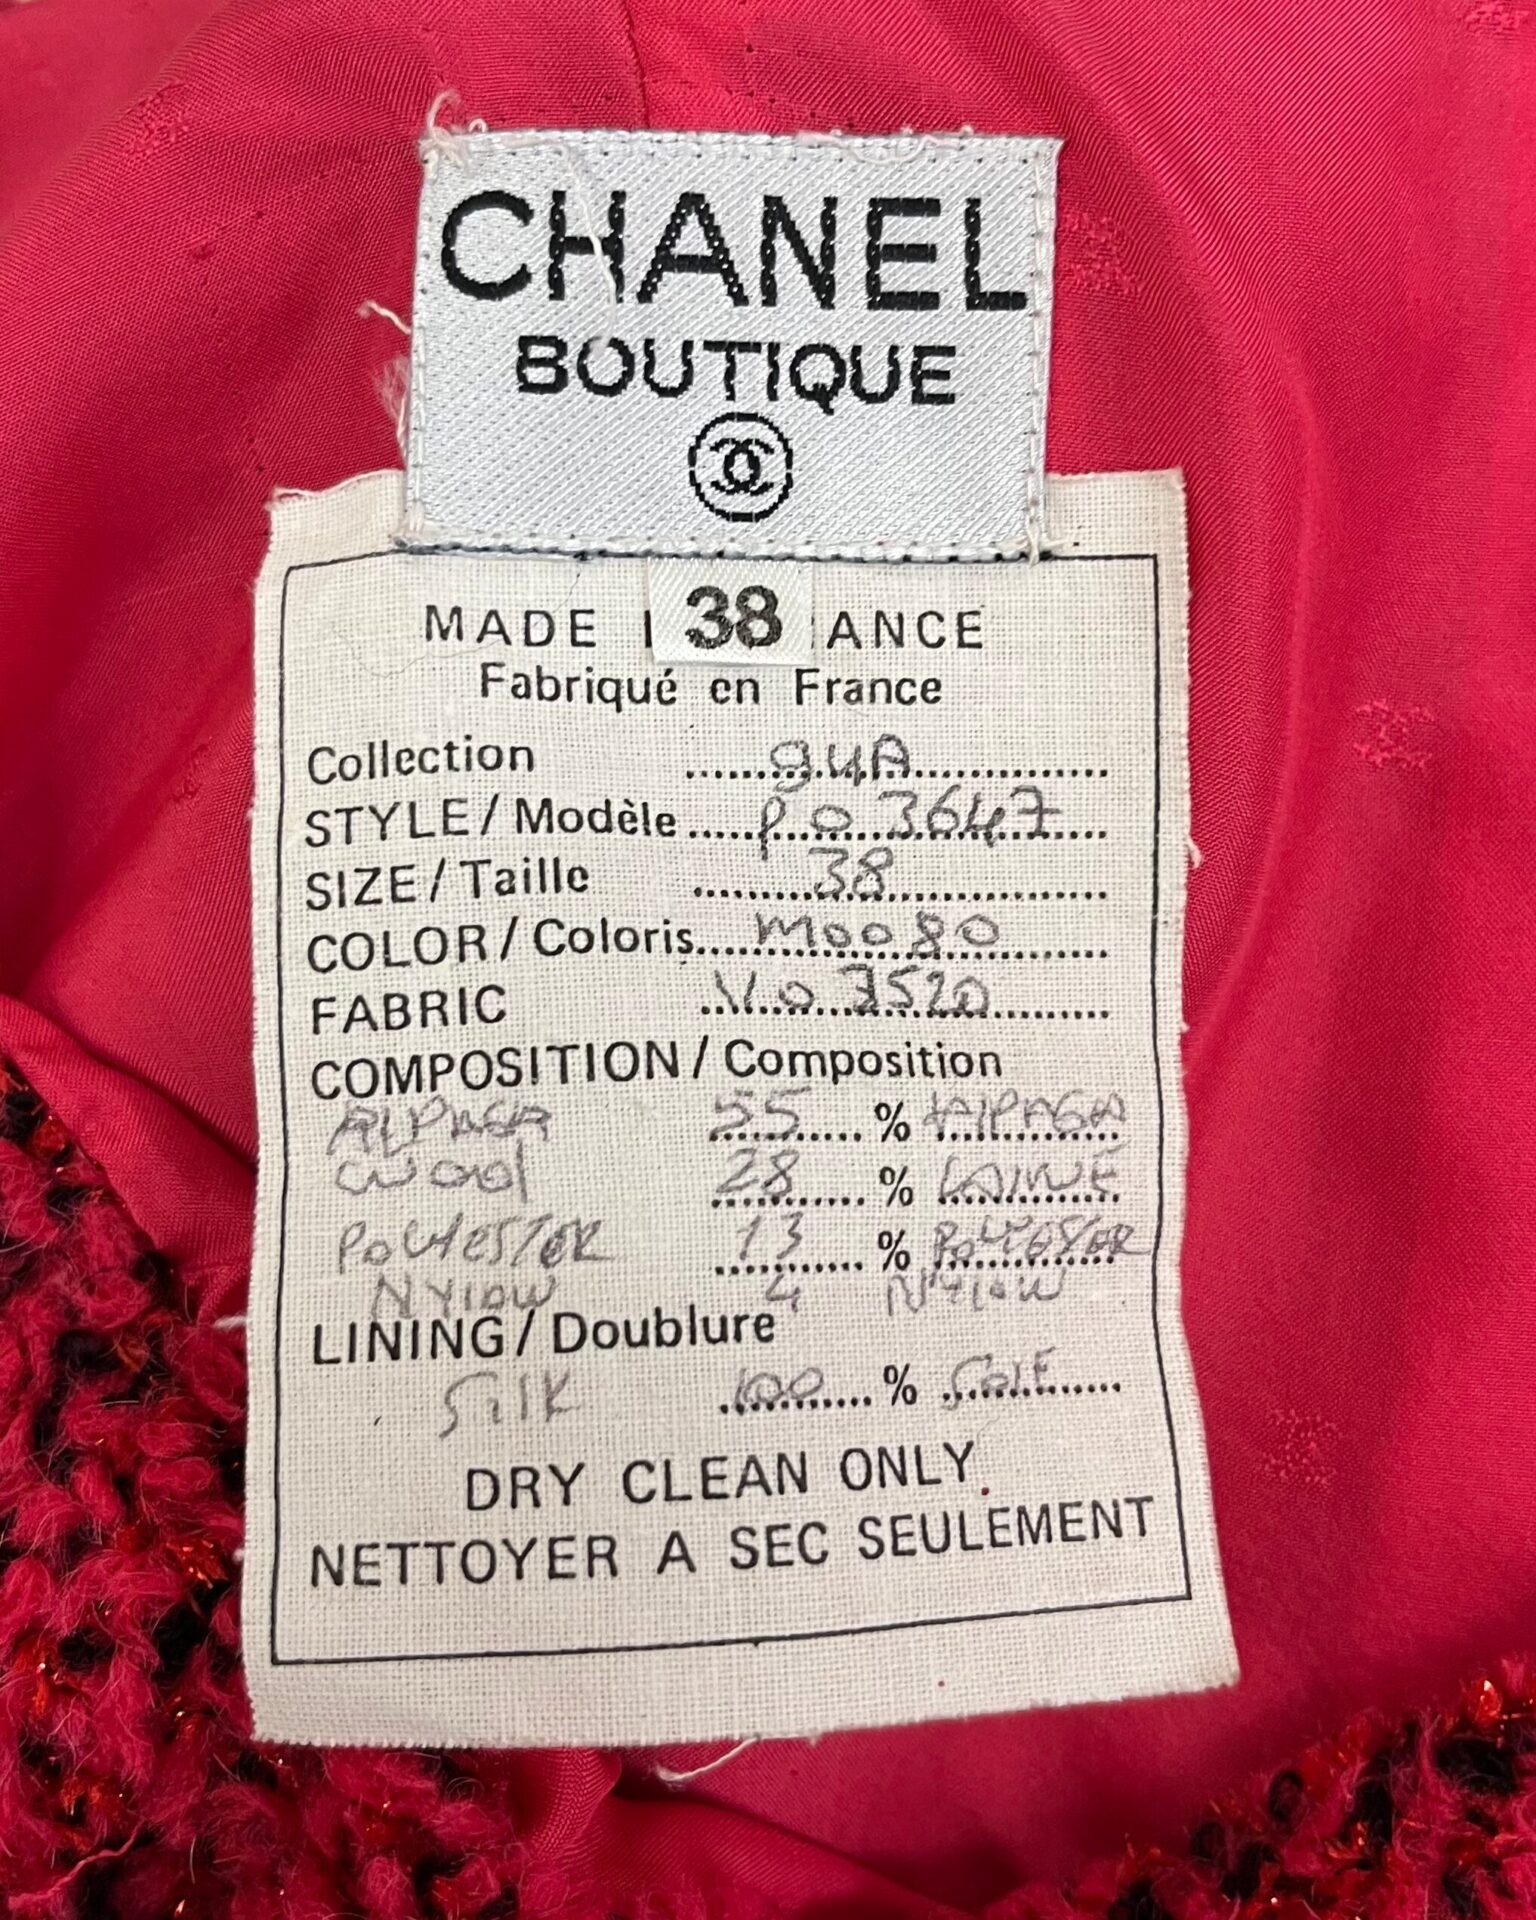 CHANEL
BOUTIQUE
MADE I 38 ANCE
Fabriqué en France
Collection 94A
STYLE / Modèle P03647
SIZE / Taille 38
COLOR / Coloris M0080
FABRIC V07520
COMPOSITION / Composition
ALPAGA 55 % ALPAGA
WOOL 28 % LAINE
POLYESTER 13 % POLYESTER
NYLON 4 NYLON
LINING / Doublure
Silk 100 % SOIE
DRY CLEAN ONLY
NETTOYER A SEC SEULEMENT